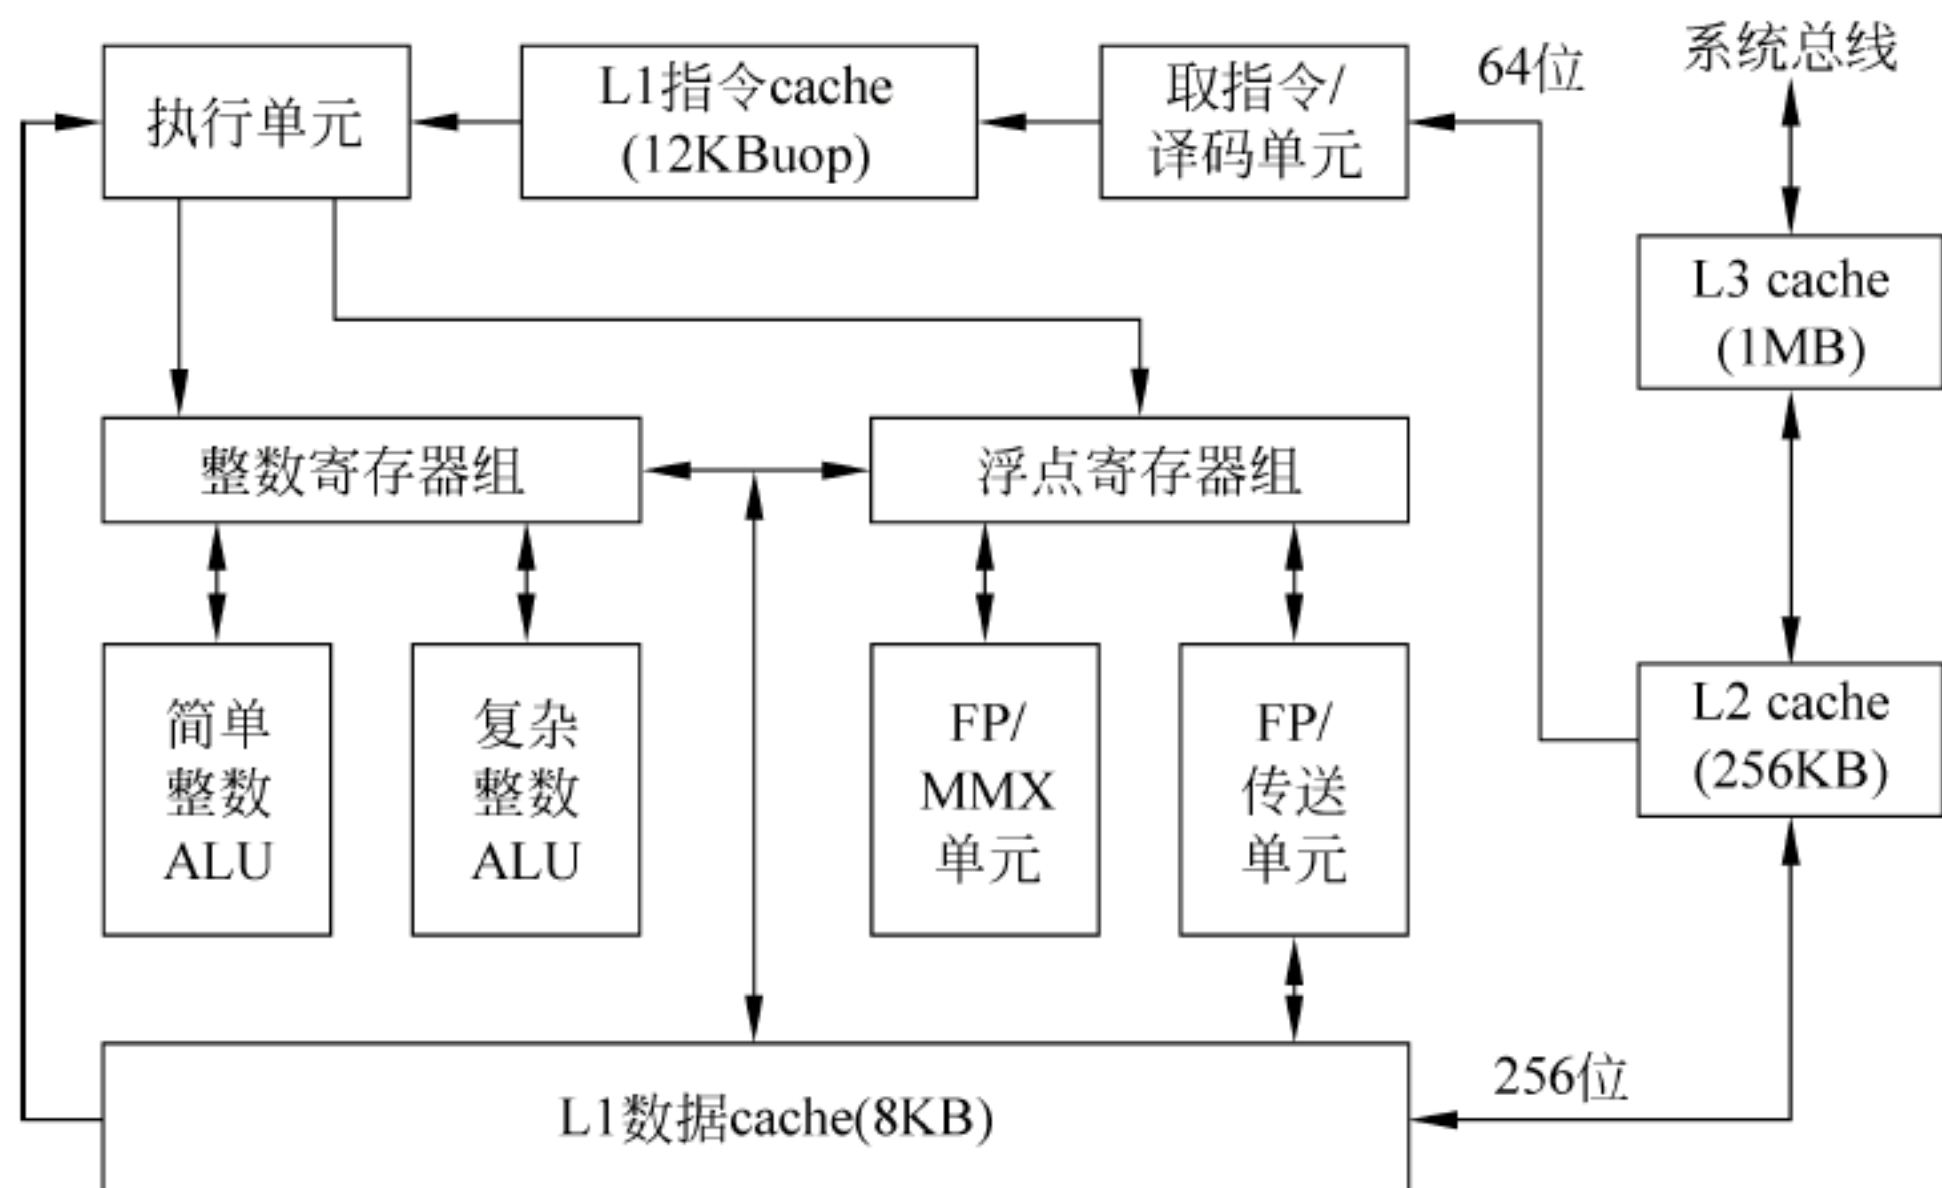 系统总线
64位
执行单元
L1指令cache
(12KBuop)
取指令/
译码单元
L3 cache
(1MB)
整数寄存器组
浮点寄存器组
简单
整数
ALU
复杂
整数
ALU
FP/
MMX
单元
FP/
传送
单元
L2 cache
(256KB)
256位
L1数据cache(8KB)